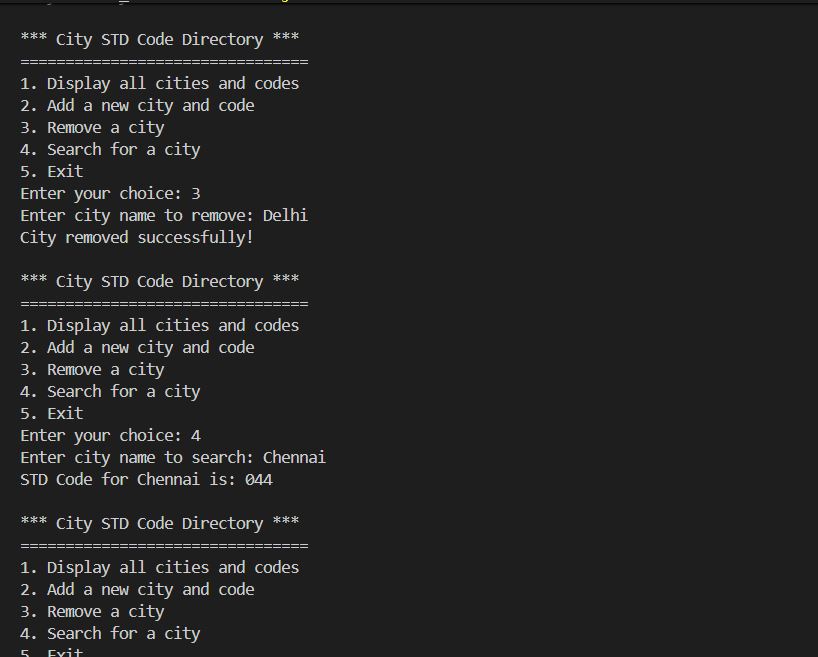 *** City STD Code Directory ***
================================
1. Display all cities and codes
2. Add a new city and code
3. Remove a city
4. Search for a city
5. Exit
Enter your choice: 3
Enter city name to remove: Delhi
City removed successfully!
*** City STD Code Directory ***
================================
1. Display all cities and codes
2. Add a new city and code
3. Remove a city
4. Search for a city
5. Exit
Enter your choice: 4
Enter city name to search: Chennai
STD Code for Chennai is: 044
*** City STD Code Directory ***
================================
1. Display all cities and codes
2. Add a new city and code
3. Remove a city
4. Search for a city
5. Exit